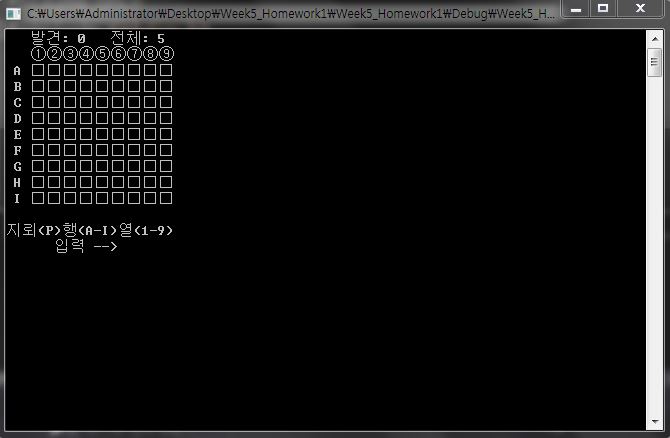 C:₩Users₩Administrator₩Desktop₩Week5_Homework1₩Week5_Homework1₩Debug₩Week5_H...
발견: 0 전체: 5
①②③④⑤⑥⑦⑧⑨
A □□□□□□□□□
B □□□□□□□□□
C □□□□□□□□□
D □□□□□□□□□
E □□□□□□□□□
F □□□□□□□□□
G □□□□□□□□□
H □□□□□□□□□
I □□□□□□□□□
지뢰(P)행(A-I)열(1-9)
입력 -->